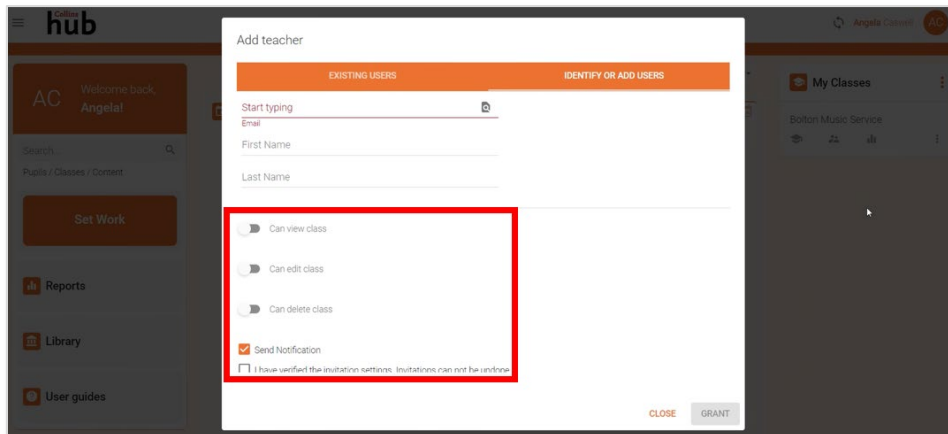 Collins
hub
Angela Connell
AC
AC
Welcome back,
Angela!
Search...
Pupils / Classes / Content
Set Work
Reports
Library
User guides
Add teacher
EXISTING USERS
IDENTIFY OR ADD USERS
Start typing
Email
First Name
Last Name
Can view class
Can edit class
Can delete class
Send Notification
I have verified the invitation settings. Invitations can not be undone
CLOSE
GRANT
My Classes
Bolton Music Service